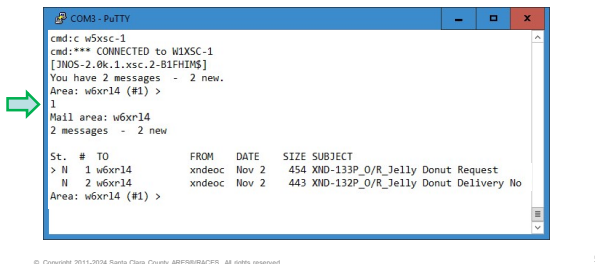 COM3 - PuTTY
cmd:c w5xsc-1
cmd:*** CONNECTED to W1XSC-1
[JNOS-2.0k.1.xsc.2-B1FHIM$]
You have 2 messages - 2 new.
Area: w6xrl4 (#1) >
l
Mail area: w6xrl4
2 messages - 2 new
St. # TO FROM DATE SIZE SUBJECT
> N 1 w6xrl4 xndeoc Nov 2 454 XND-133P_O/R_Jelly Donut Request
N 2 w6xrl4 xndeoc Nov 2 443 XND-132P_O/R_Jelly Donut Delivery No
Area: w6xrl4 (#1) >
© Copyright 2011-2024 Santa Clara County ARES®/RACES. All rights reserved